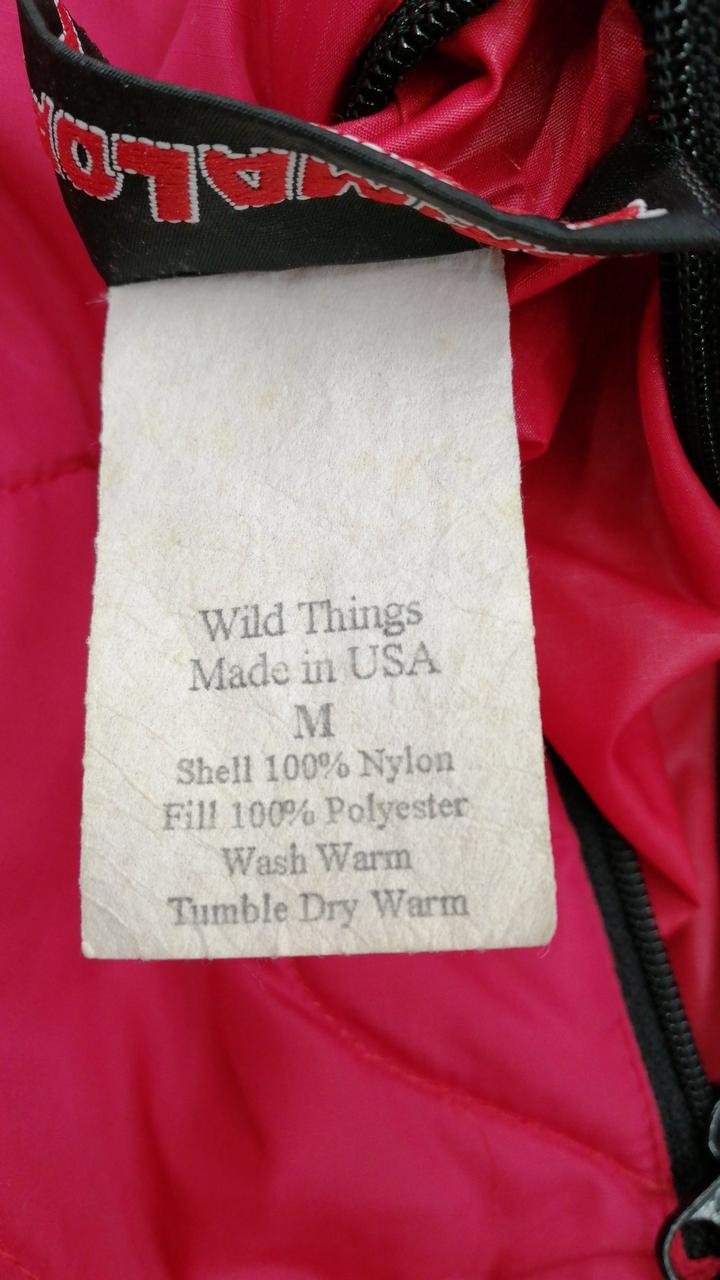 Wild Things
Made in USA
M
Shell 100% Nylon
Fill 100% Polyester
Wash Warm
Tumble Dry Warm